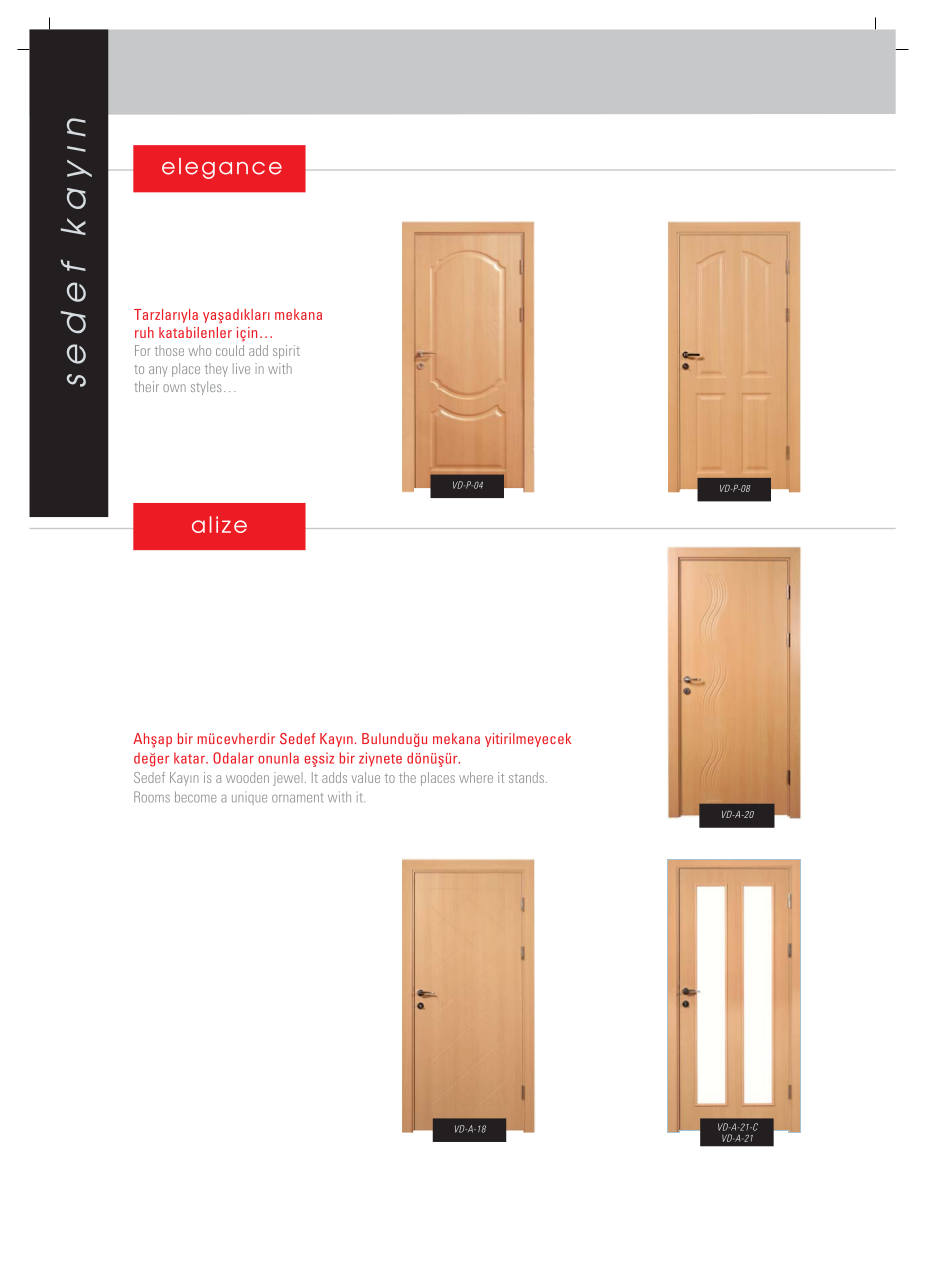 sedef kayın
elegance
Tarzlarıyla yaşadıkları mekana
ruh katabilenler için…
For those who could add spirit
to any place they live in with
their own styles…
VD-P-04
VD-P-08
alize
VD-A-20
Ahşap bir mücevherdir Sedef Kayın. Bulunduğu mekana yitirilmeyecek
değer katar. Odalar onunla eşsiz bir ziynete dönüşür.
Sedef Kayın is a wooden jewel. It adds value to the places where it stands.
Rooms become a unique ornament with it.
VD-A-18
VD-A-21-C
VD-A-21